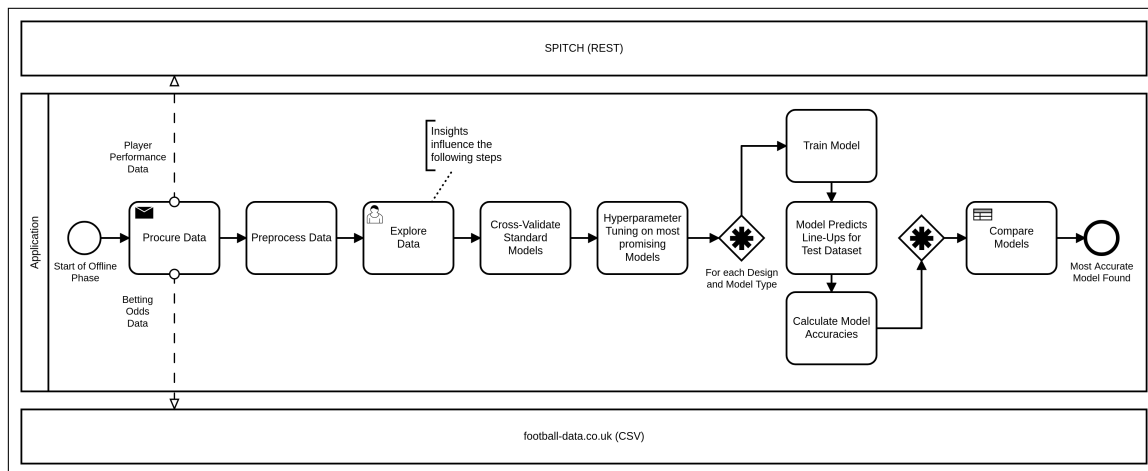 SPITCH (REST)
Application
Player
Performance
Data
Insights
influence the
following steps
Start of Offline
Phase
Procure Data
Preprocess Data
Explore
Data
Cross-Validate
Standard
Models
Hyperparameter
Tuning on most
promising
Models
For each Design
and Model Type
Train Model
Model Predicts
Line-Ups for
Test Dataset
Calculate Model
Accuracies
Compare
Models
Most Accurate
Model Found
Betting
Odds
Data
football-data.co.uk (CSV)